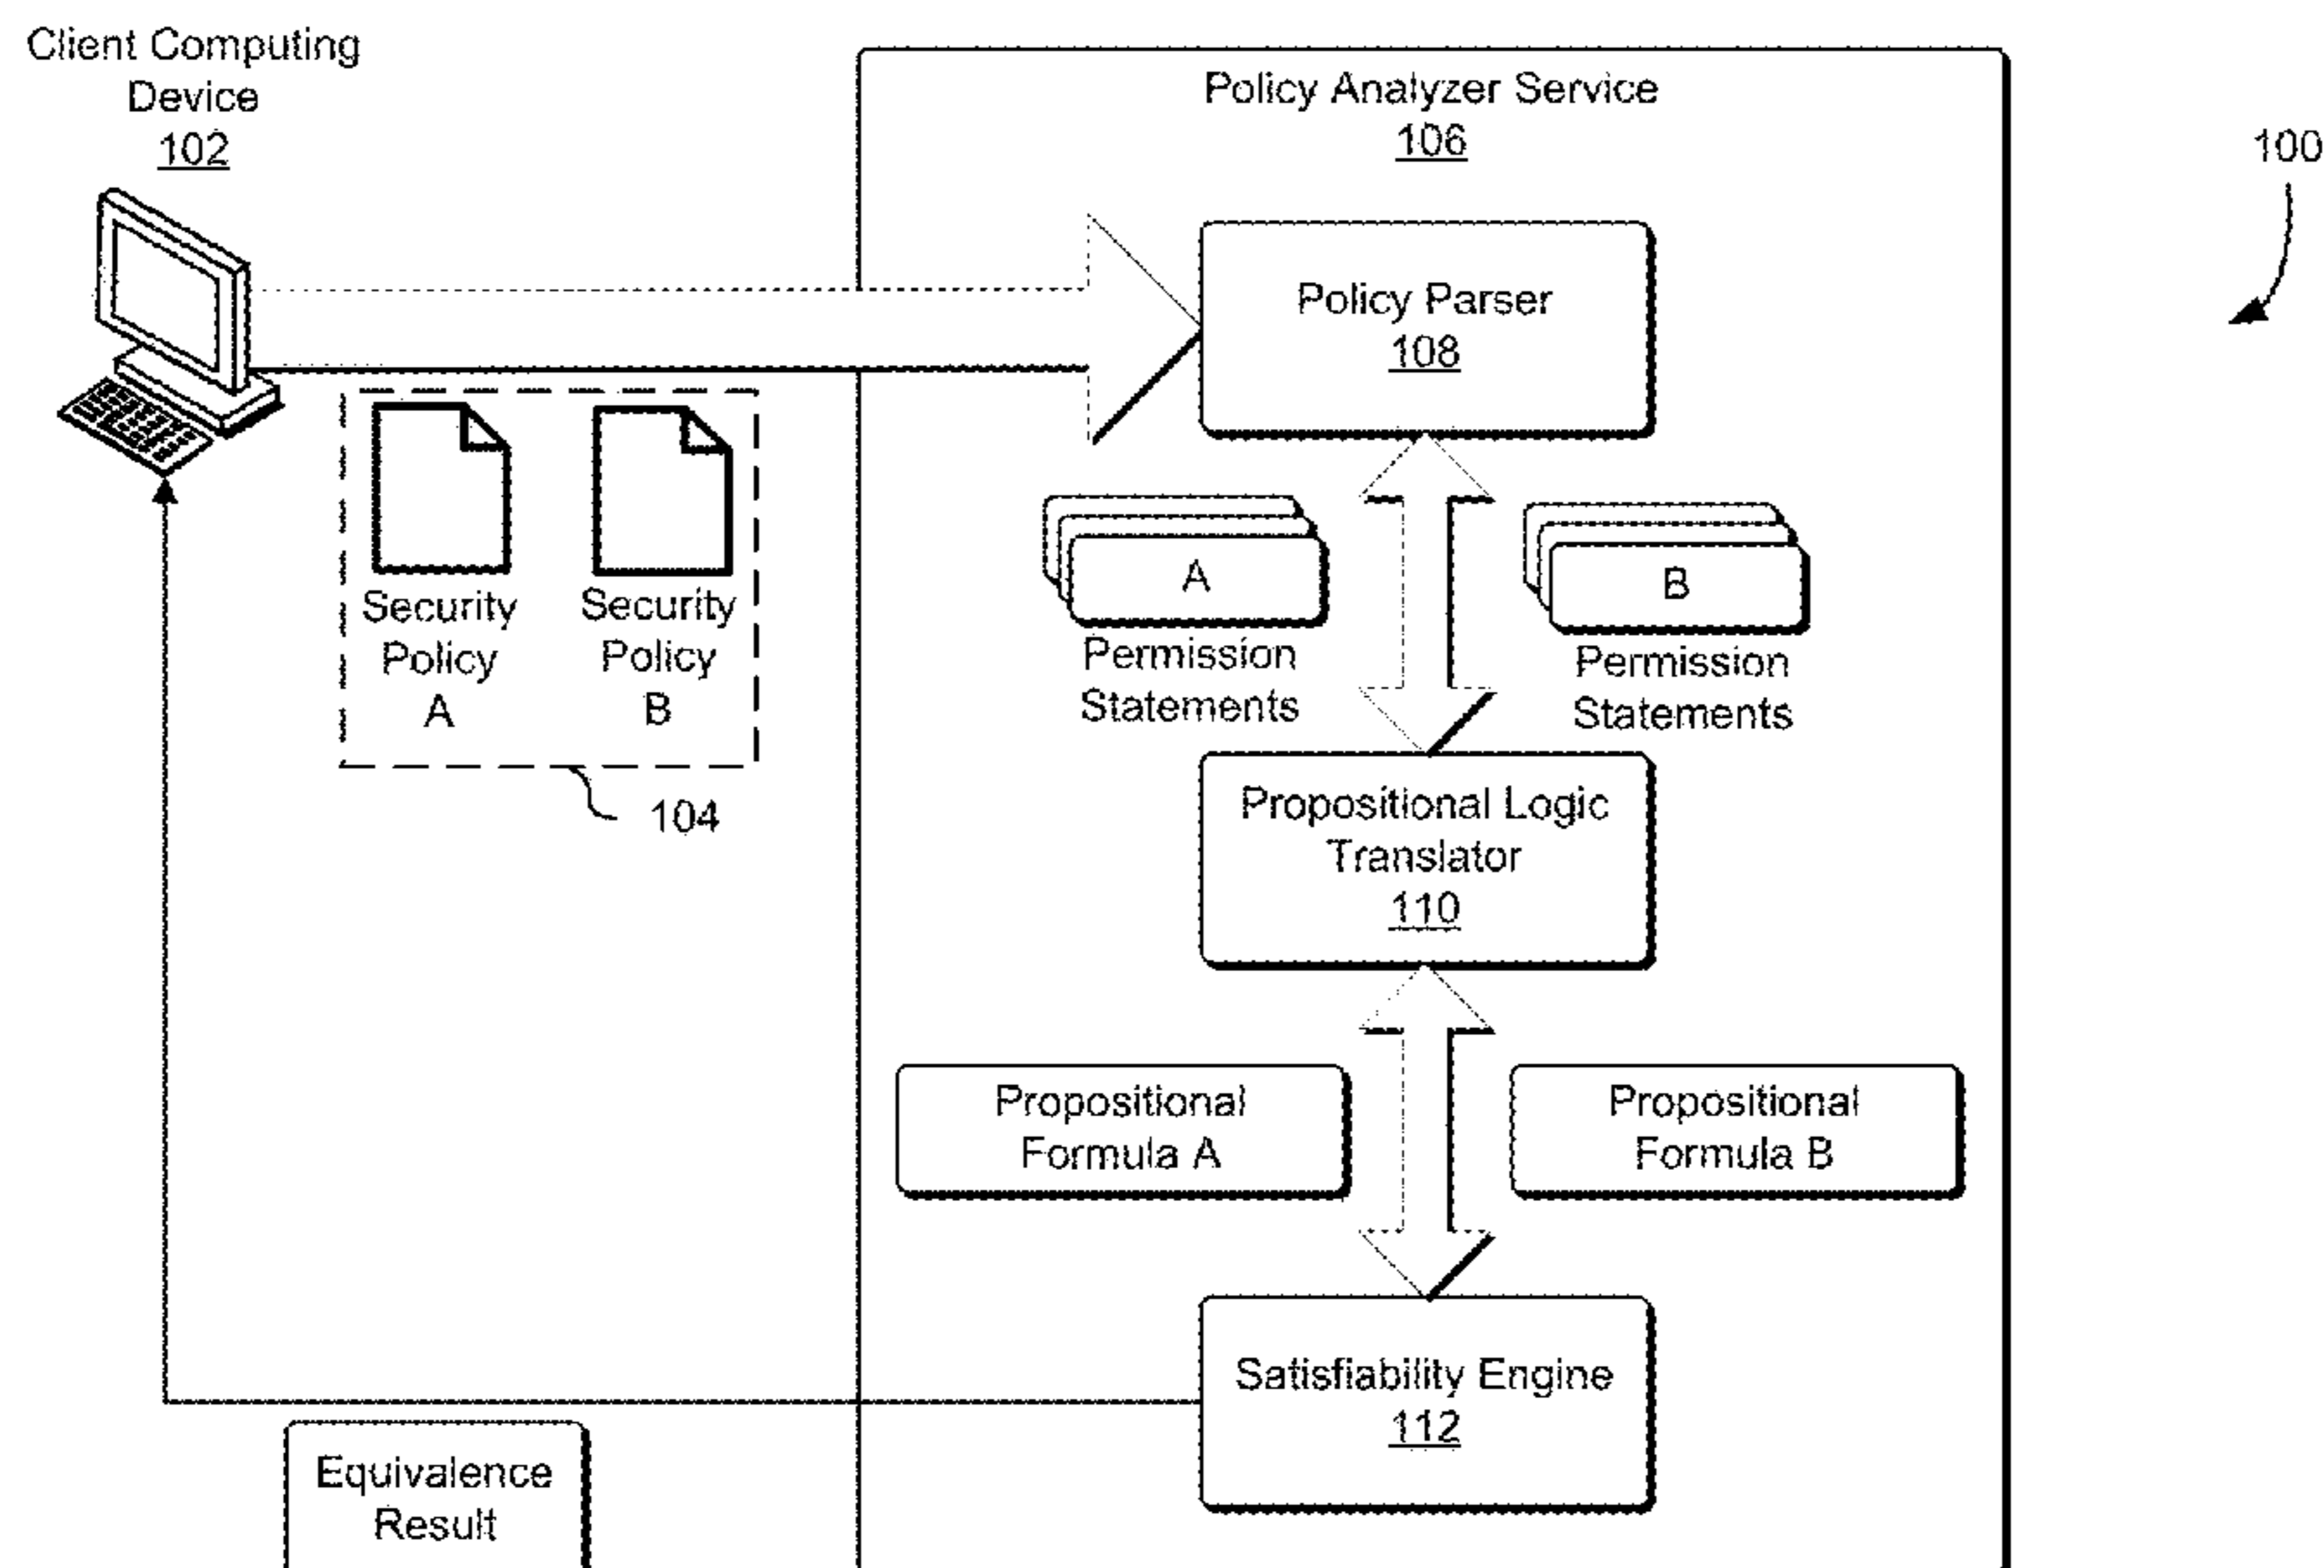 Client Computing
Device
102
Policy Analyzer Service
106
100
Policy Parser
108
Security
Policy
A
Security
Policy
B
104
A
Permission
Statements
B
Permission
Statements
Propositional Logic
Translator
110
Propositional
Formula A
Propositional
Formula B
Satisfiability Engine
112
Equivalence
Result